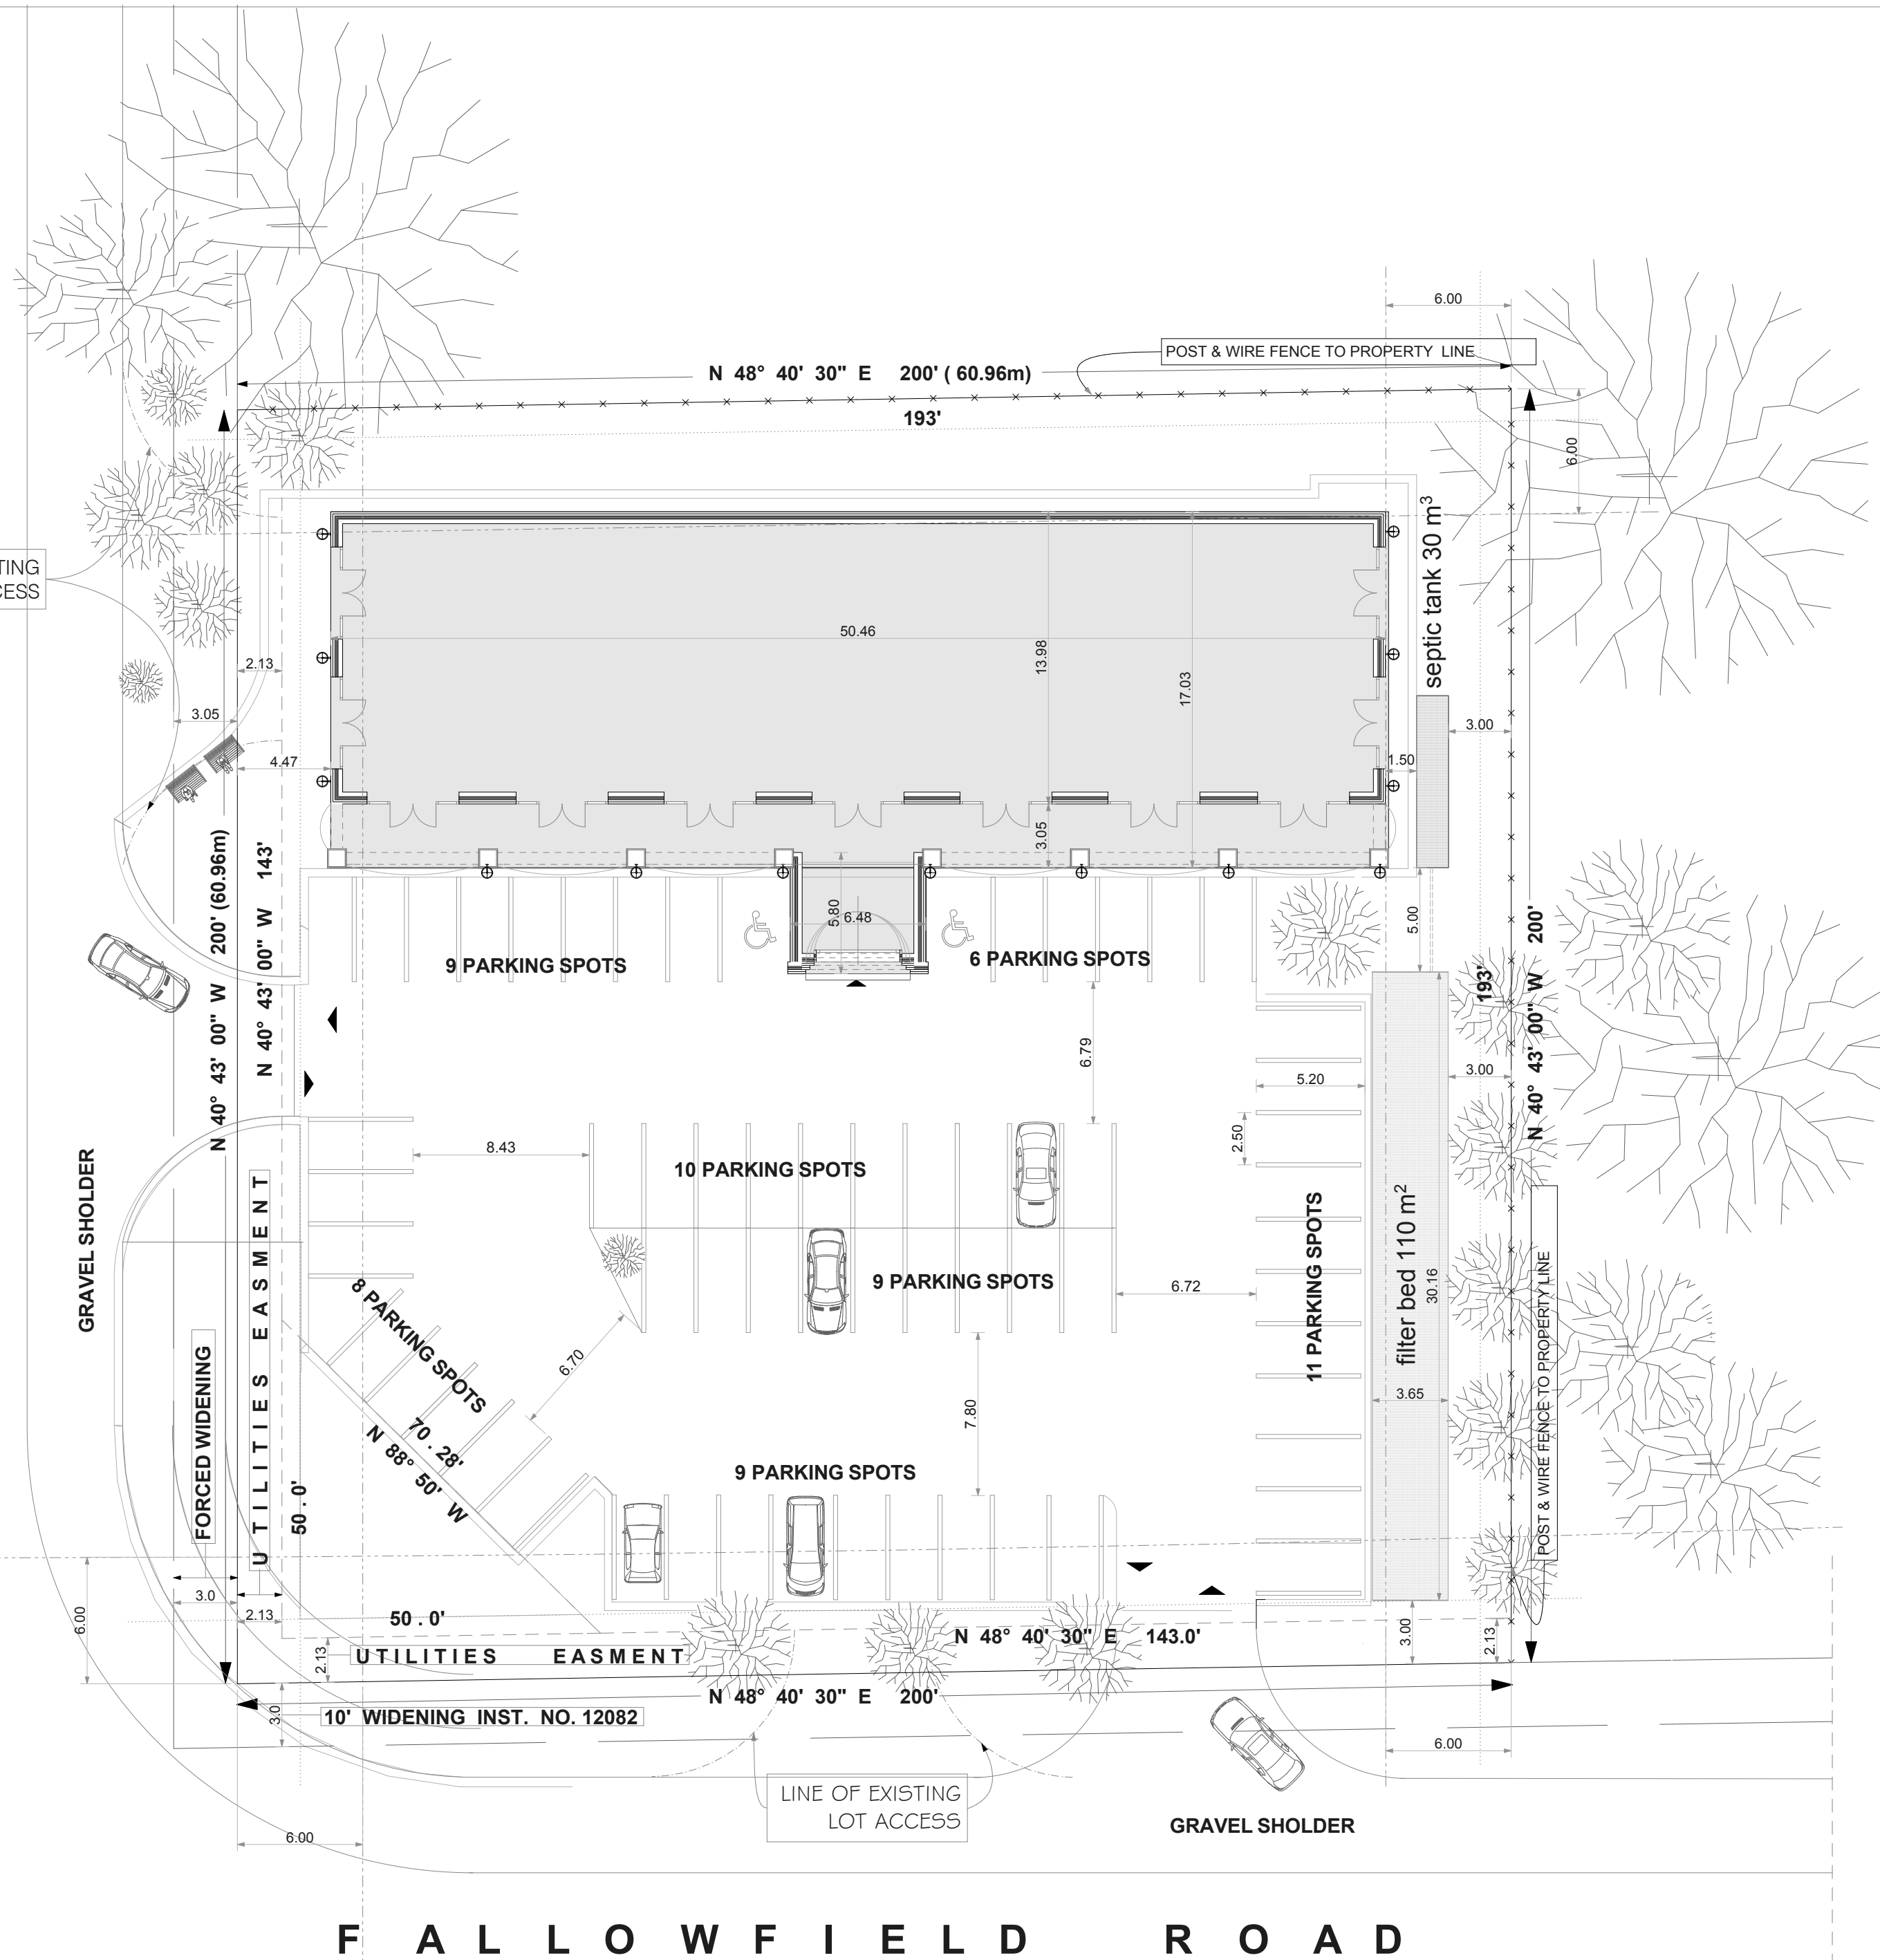 6.00
POST & WIRE FENCE TO PROPERTY LINE
N 48° 40' 30" E 200' ( 60.96m)
193'
6.00
TING
CESS
septic tank 30 m³
50.46
13.98
17.03
2.13
3.05
4.47
3.00
1.50
3.05
N 40° 43' 00" W 200' (60.96m)
N 40° 43' 00" W 143'
5.80
6.48
5.00
9 PARKING SPOTS
6 PARKING SPOTS
193'
N 40° 43' 00" W 200'
6.79
3.00
5.20
2.50
8.43
10 PARKING SPOTS
GRAVEL SHOLDER
UTILITIES EASMENT
11 PARKING SPOTS
filter bed 110 m²
30.16
9 PARKING SPOTS
6.72
8 PARKING SPOTS
FORCED WIDENING
6.70
3.65
POST & WIRE FENCE TO PROPERTY LINE
7.80
70 . 28'
N 88° 50' W
9 PARKING SPOTS
50 . 0'
3.0
6.00
2.13
50 . 0'
2.13
UTILITIES EASMENT
N 48° 40' 30" E 143.0'
3.00
2.13
N 48° 40' 30" E 200'
3.0
10' WIDENING INST. NO. 12082
6.00
LINE OF EXISTING
LOT ACCESS
GRAVEL SHOLDER
6.00
FALLOWFIELD ROAD